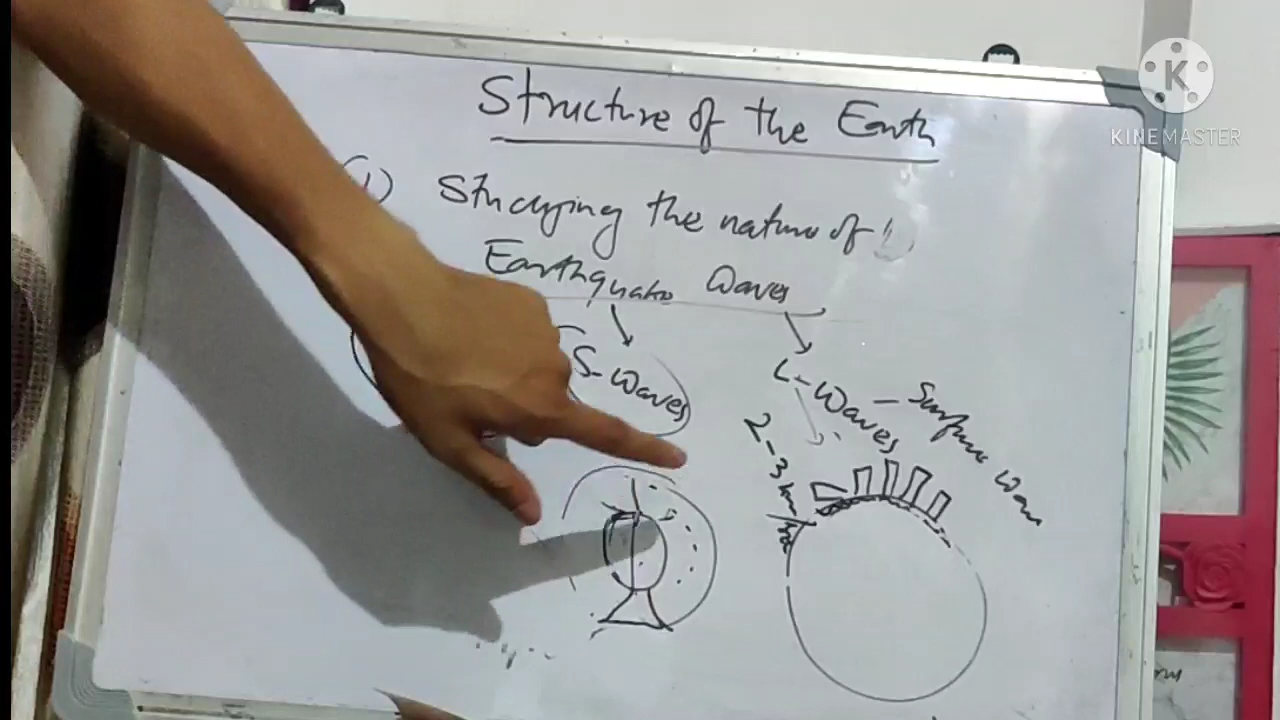 K
KINEMASTER
Structure of the Earth
1) Studying the nature of
Earthquake Waves
S-Waves
L-Waves – Surface Wave
2-3 km/sec